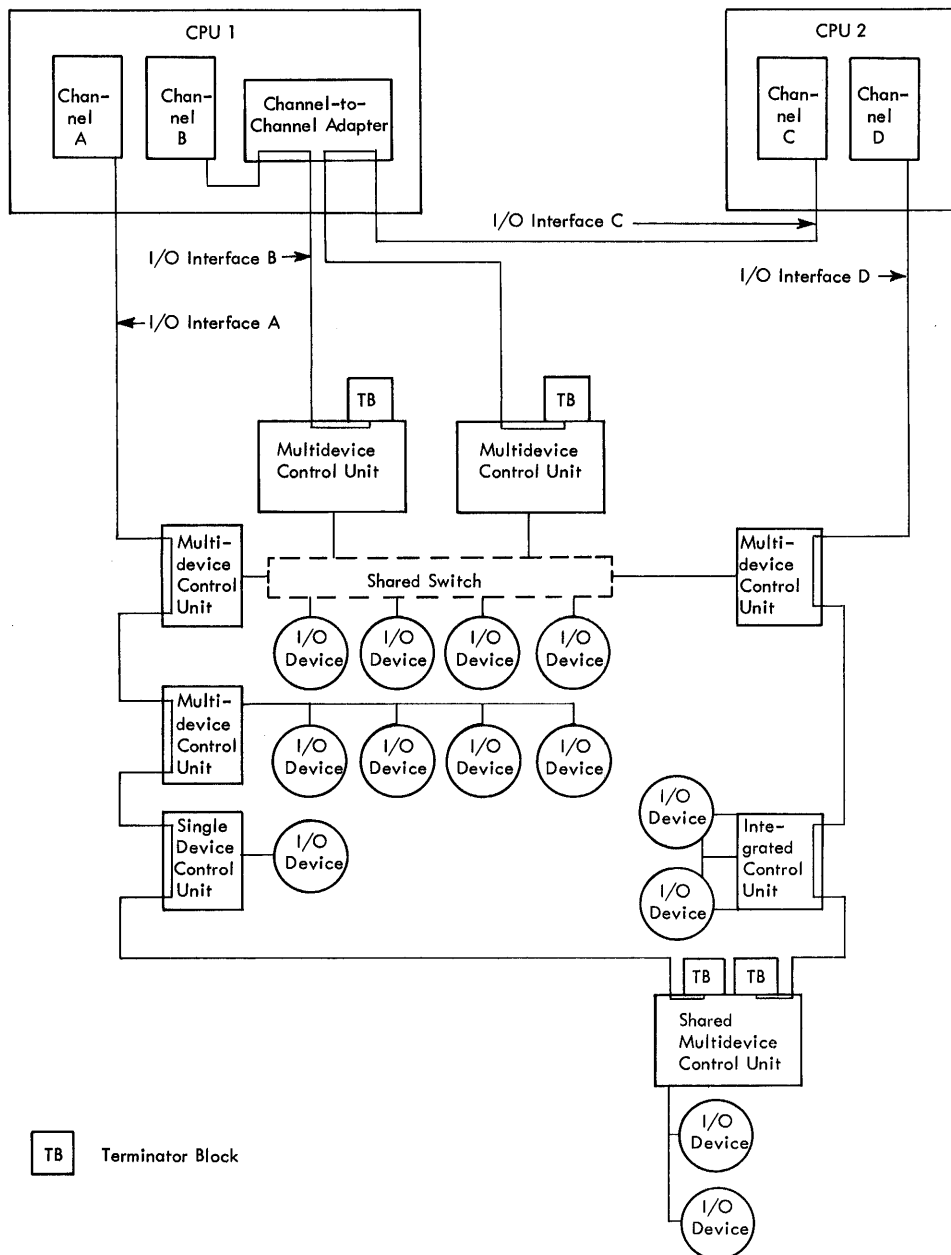 CPU 1
CPU 2
Chan-
nel
A
Chan-
nel
B
Channel-to-
Channel Adapter
Chan-
nel
C
Chan-
nel
D
I/O Interface C
I/O Interface B
I/O Interface D
I/O Interface A
TB
TB
Multidevice
Control Unit
Multidevice
Control Unit
Multi-
device
Control
Unit
Shared Switch
Multi-
device
Control
Unit
I/O
Device
I/O
Device
I/O
Device
I/O
Device
Multi-
device
Control
Unit
I/O
Device
I/O
Device
I/O
Device
I/O
Device
Single
Device
Control
Unit
I/O
Device
I/O
Device
I/O
Device
Inte-
grated
Control
Unit
TB
TB
Shared
Multidevice
Control Unit
I/O
Device
I/O
Device
TB
Terminator Block